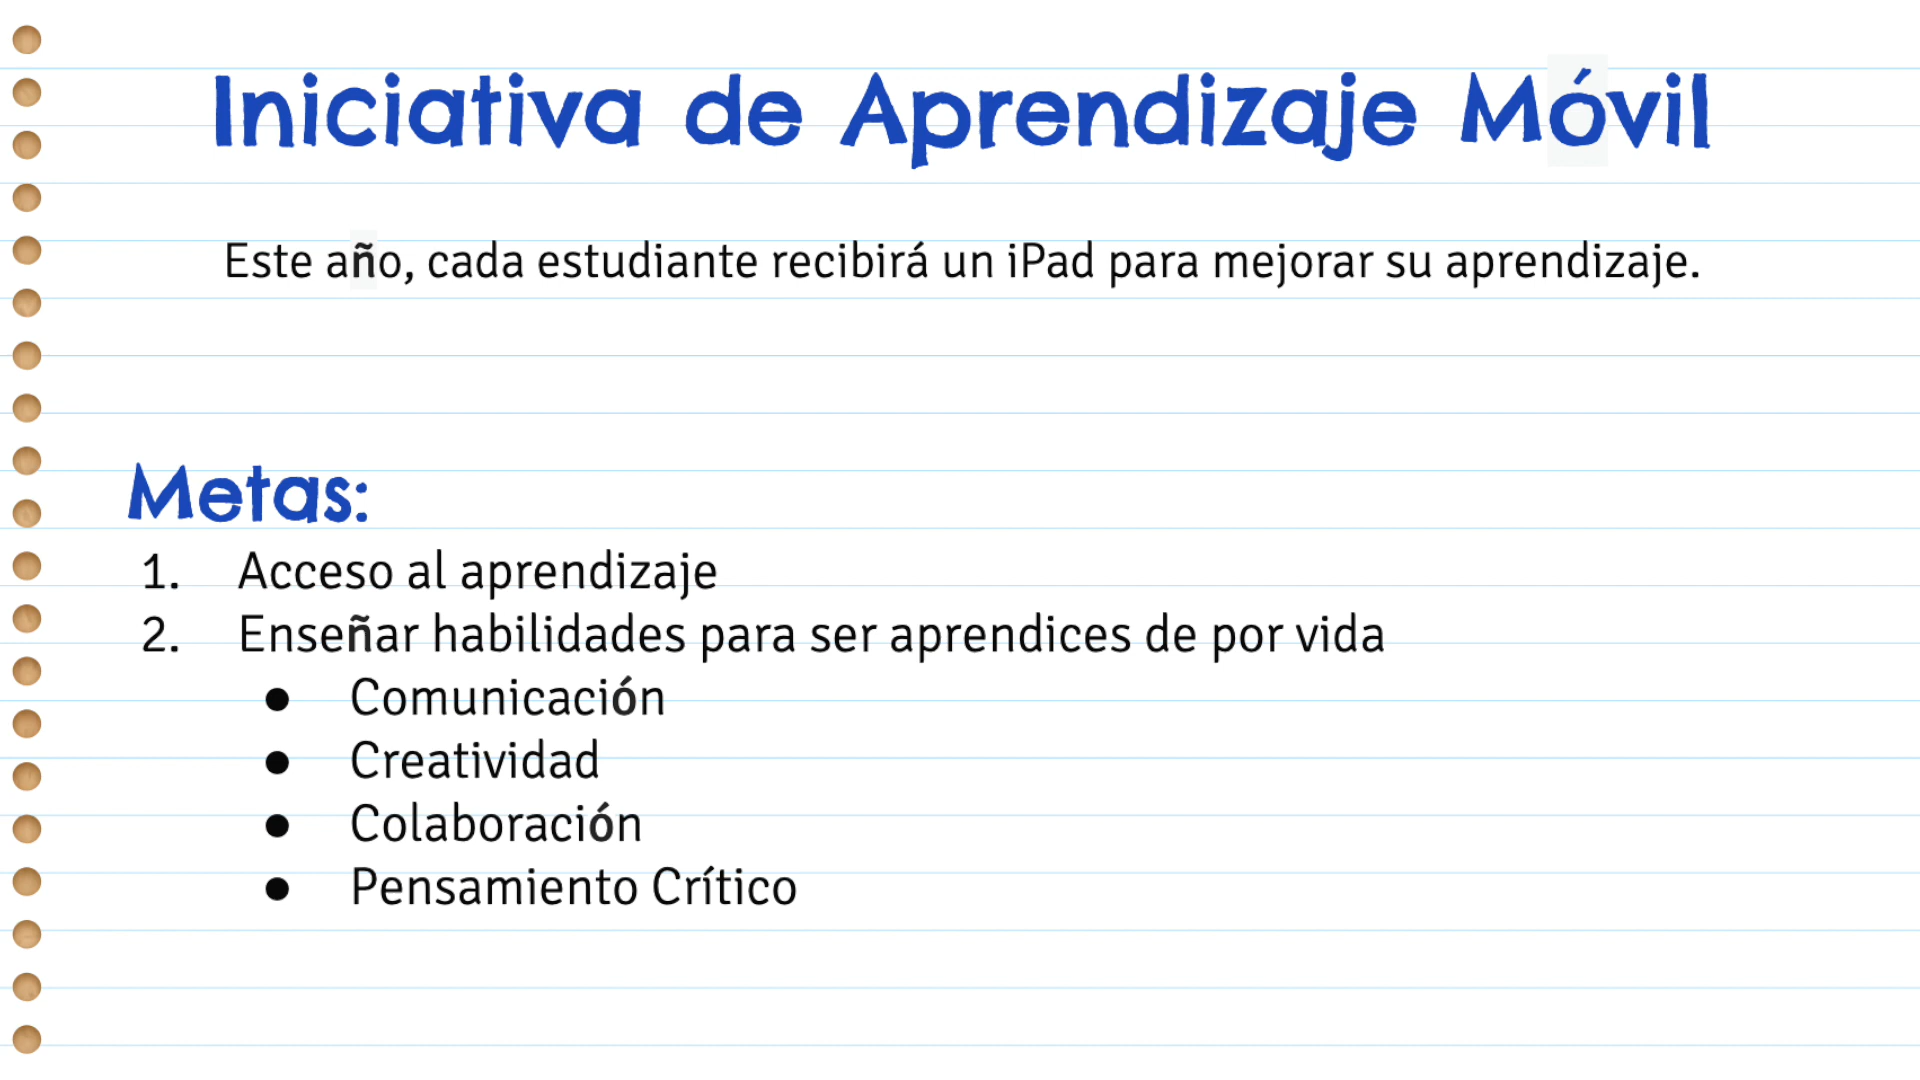 Iniciativa de Aprendizaje Móvil
Este año, cada estudiante recibirá un iPad para mejorar su aprendizaje.
Metas:
1. Acceso al aprendizaje
2. Enseñar habilidades para ser aprendices de por vida
● Comunicación
● Creatividad
● Colaboración
● Pensamiento Crítico